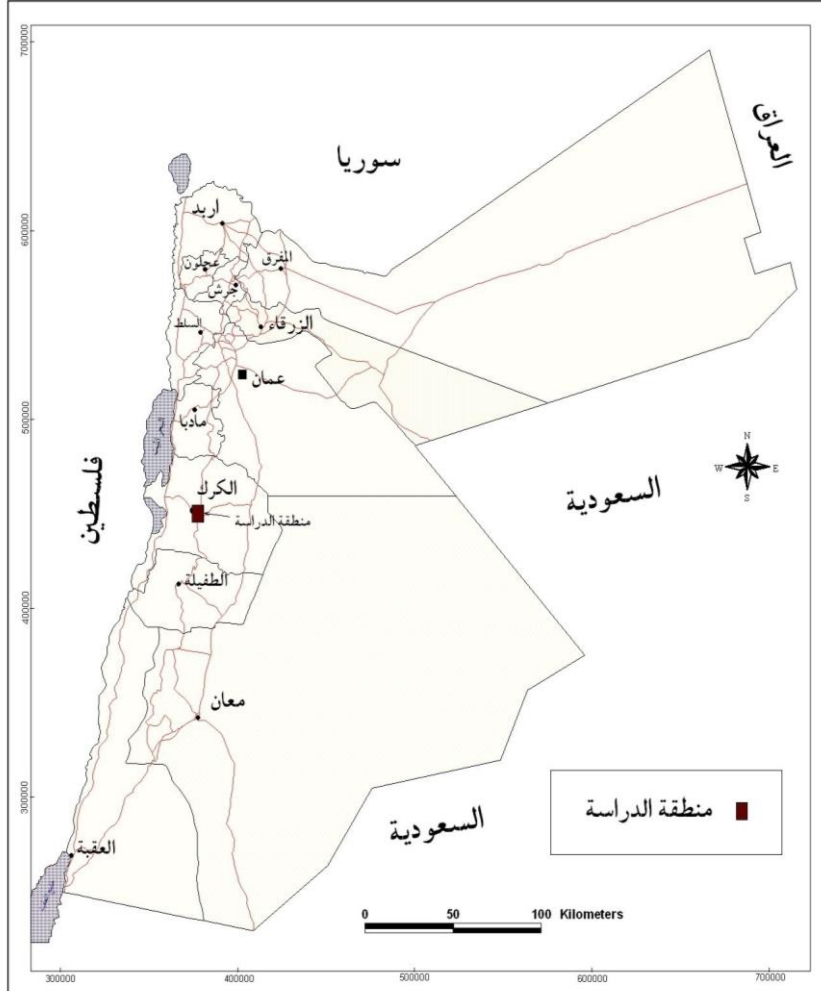 700000
600000
500000
400000
300000
سوريا
العراق
اربد
عجلون
المفرق
جرش
السلط
الزرقاء
عمان
مادبا
فلسطين
السعودية
N
W
E
S
الكرك
منطقة الدراسة
الطفيلة
معان
السعودية
العقبة
منطقة الدراسة
0 50 100 Kilometers
300000 400000 500000 600000 700000